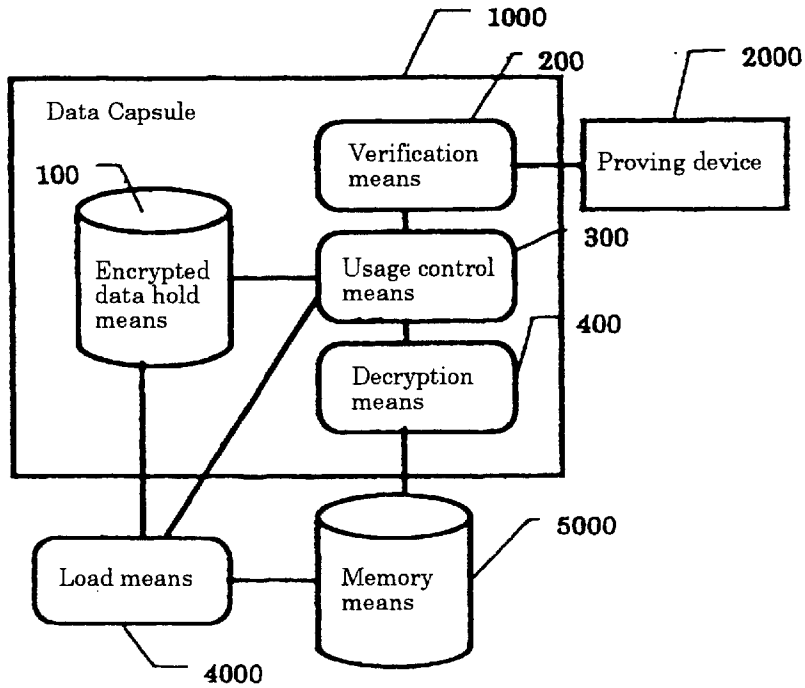 1000
200
2000
Data Capsule
Verification
means
Proving device
100
300
Encrypted
data hold
means
Usage control
means
400
Decryption
means
5000
Load means
Memory
means
4000